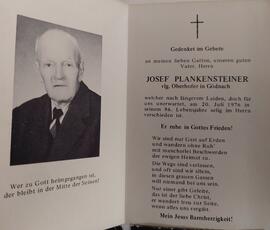 Wer zu Gott heimgegangen ist,
der bleibt in der Mitte der Seinen!
Gedenket im Gebete
an meinen lieben Gatten, unseren guten
Vater, Herrn
JOSEF PLANKENSTEINER
vlg. Oberhofer in Gödnach
welcher nach längerem Leiden, doch für
uns unerwartet, am 20. Juli 1976 in
seinem 86. Lebensjahre selig im Herrn
verschieden ist.
Er ruhe in Gottes Frieden!
Wir sind nur Gast auf Erden
und wandern ohne Ruh'
mit mancherlei Beschwerden
der ewigen Heimat zu.
Die Wege sind verlassen,
und oft sind wir allein,
in diesen grauen Gassen
will niemand bei uns sein.
Nur einer gibt Geleite,
das ist der liebe Christ,
er wandert treu zur Seite,
wenn alles uns vergißt.
Mein Jesus Barmherzigkeit!